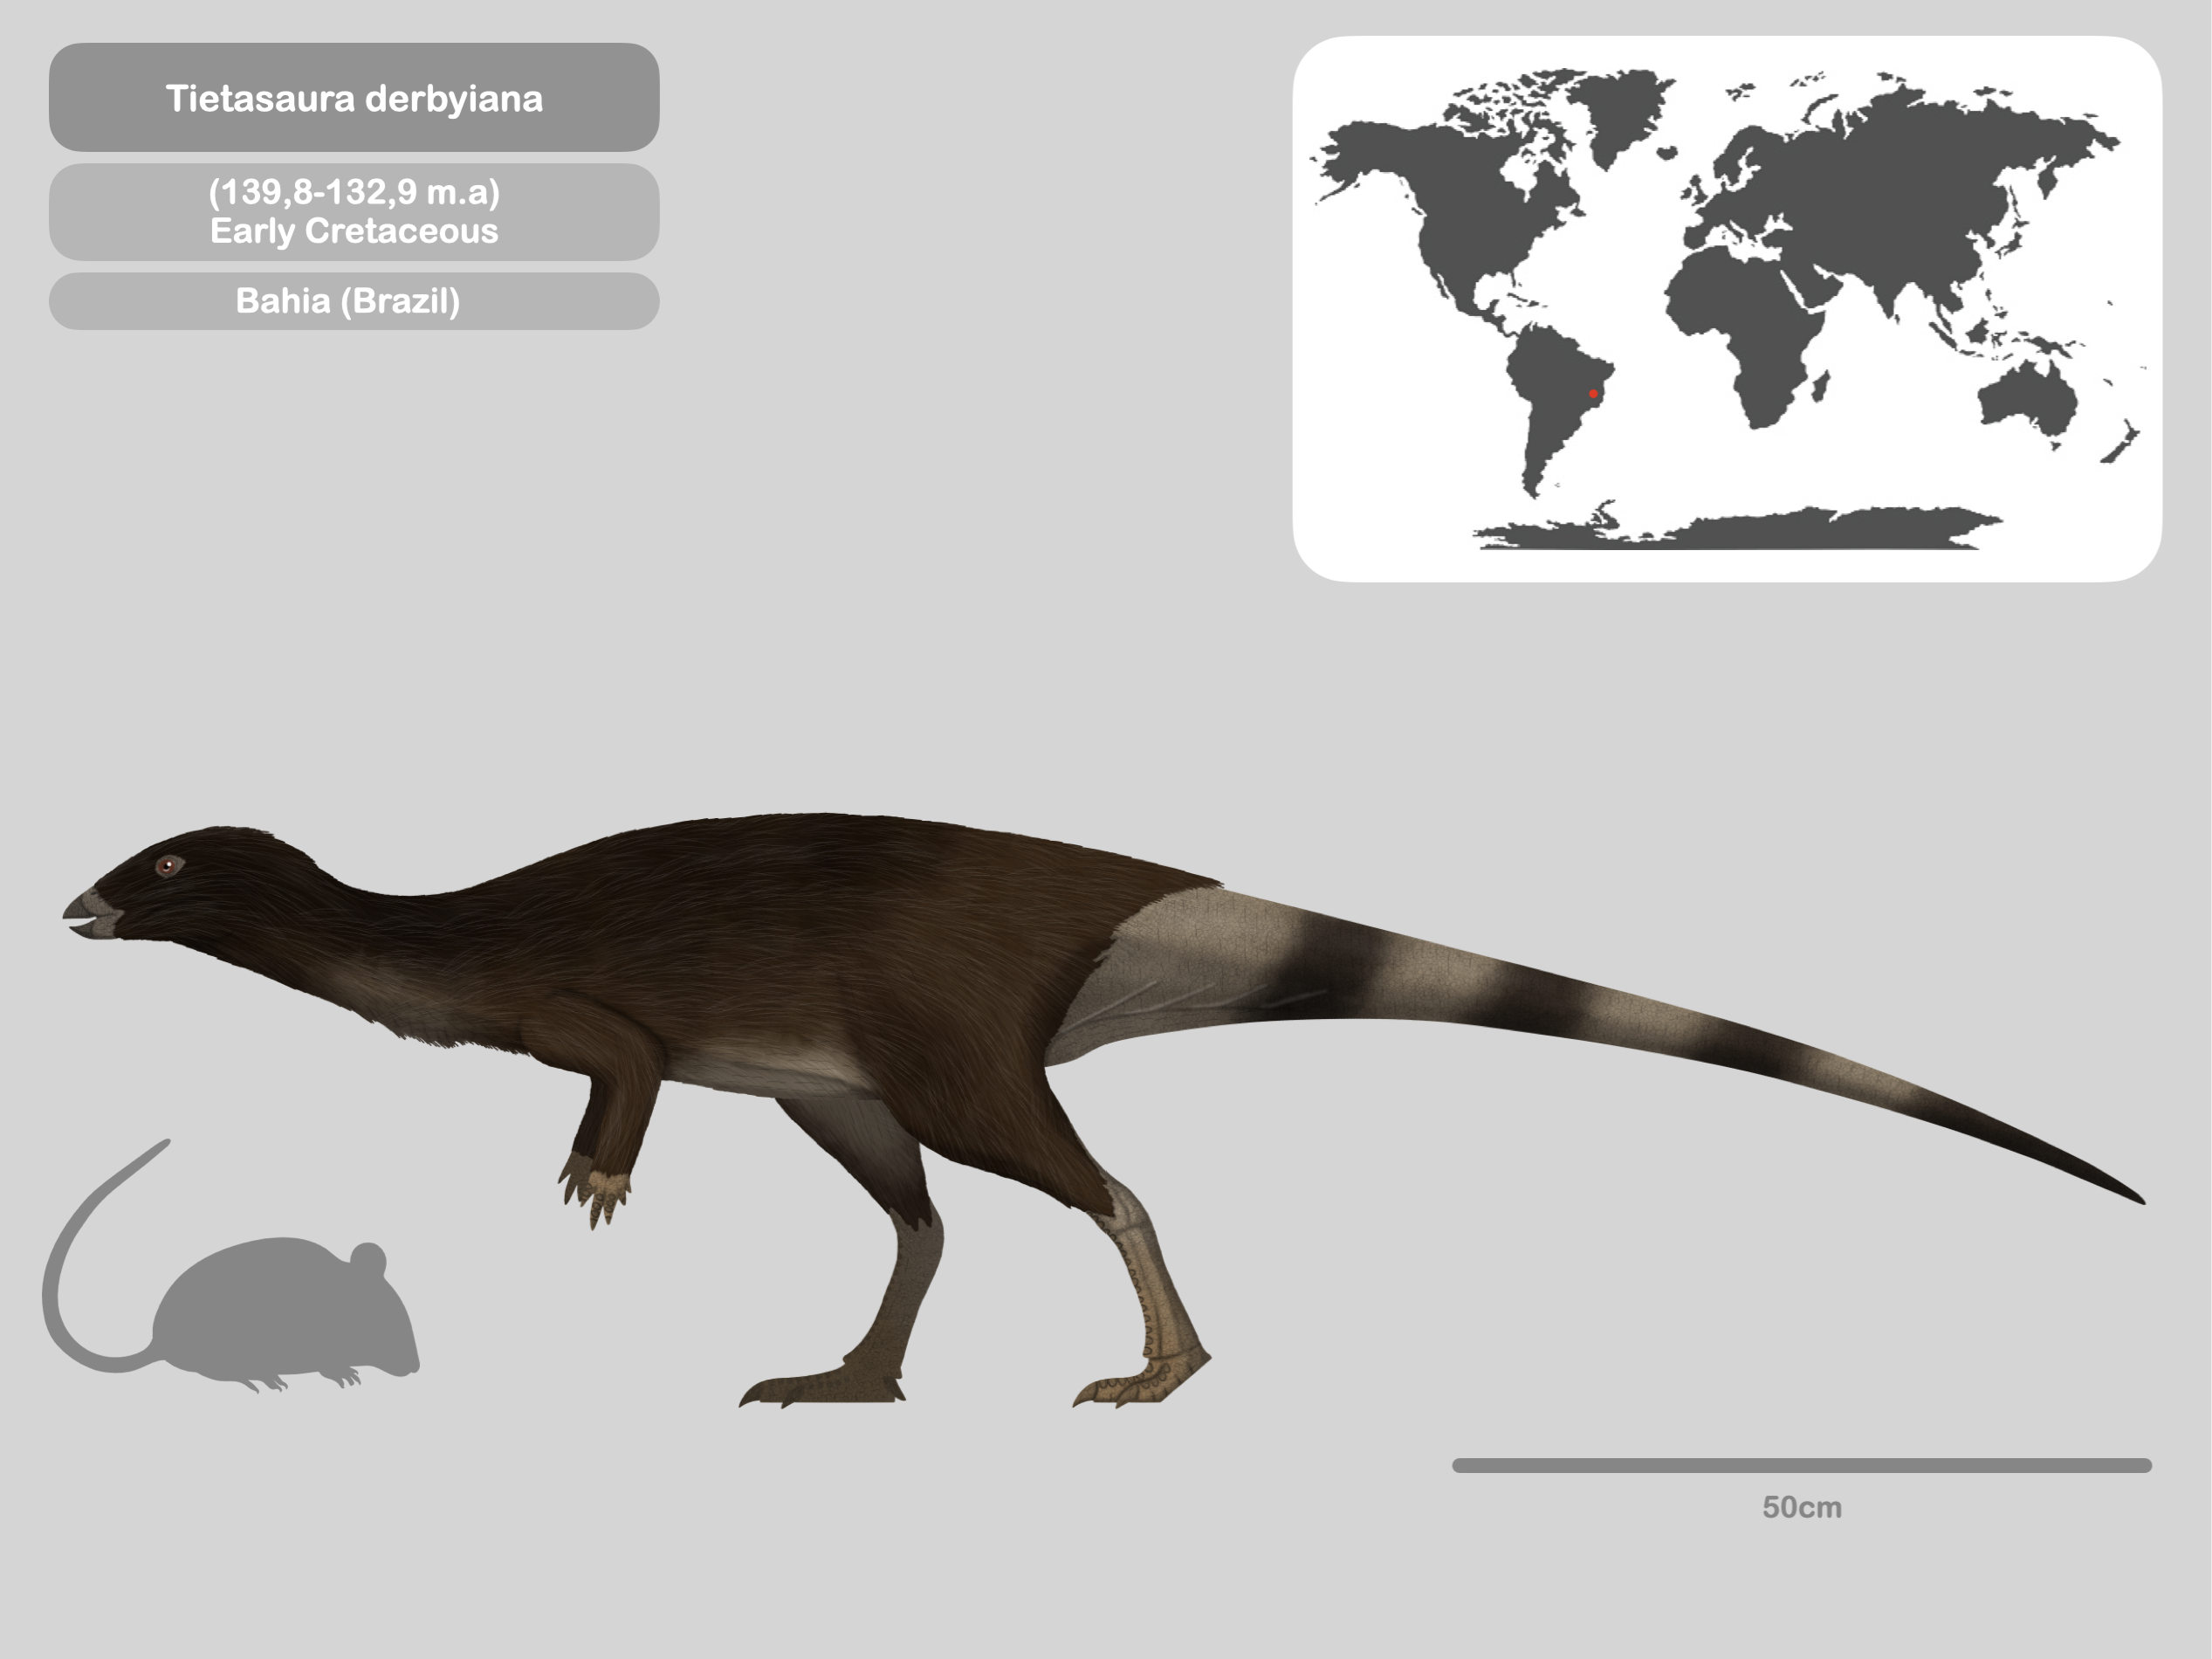 Tietasaura derbyiana
(139,8-132,9 m.a)
Early Cretaceous
Bahia (Brazil)
50cm